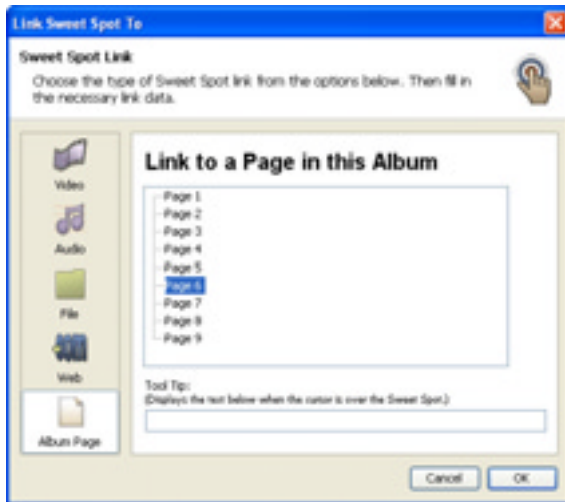 Link Sweet Spot To
Sweet Spot Link
Choose the type of Sweet Spot link from the options below. Then fill in
the necessary link data.
Video
Audio
File
Web
Album Page
Link to a Page in this Album
Page 1
Page 2
Page 3
Page 4
Page 5
Page 6
Page 7
Page 8
Page 9
Tool Tip:
(Displays the text below when the cursor is over the Sweet Spot.)
Cancel
OK